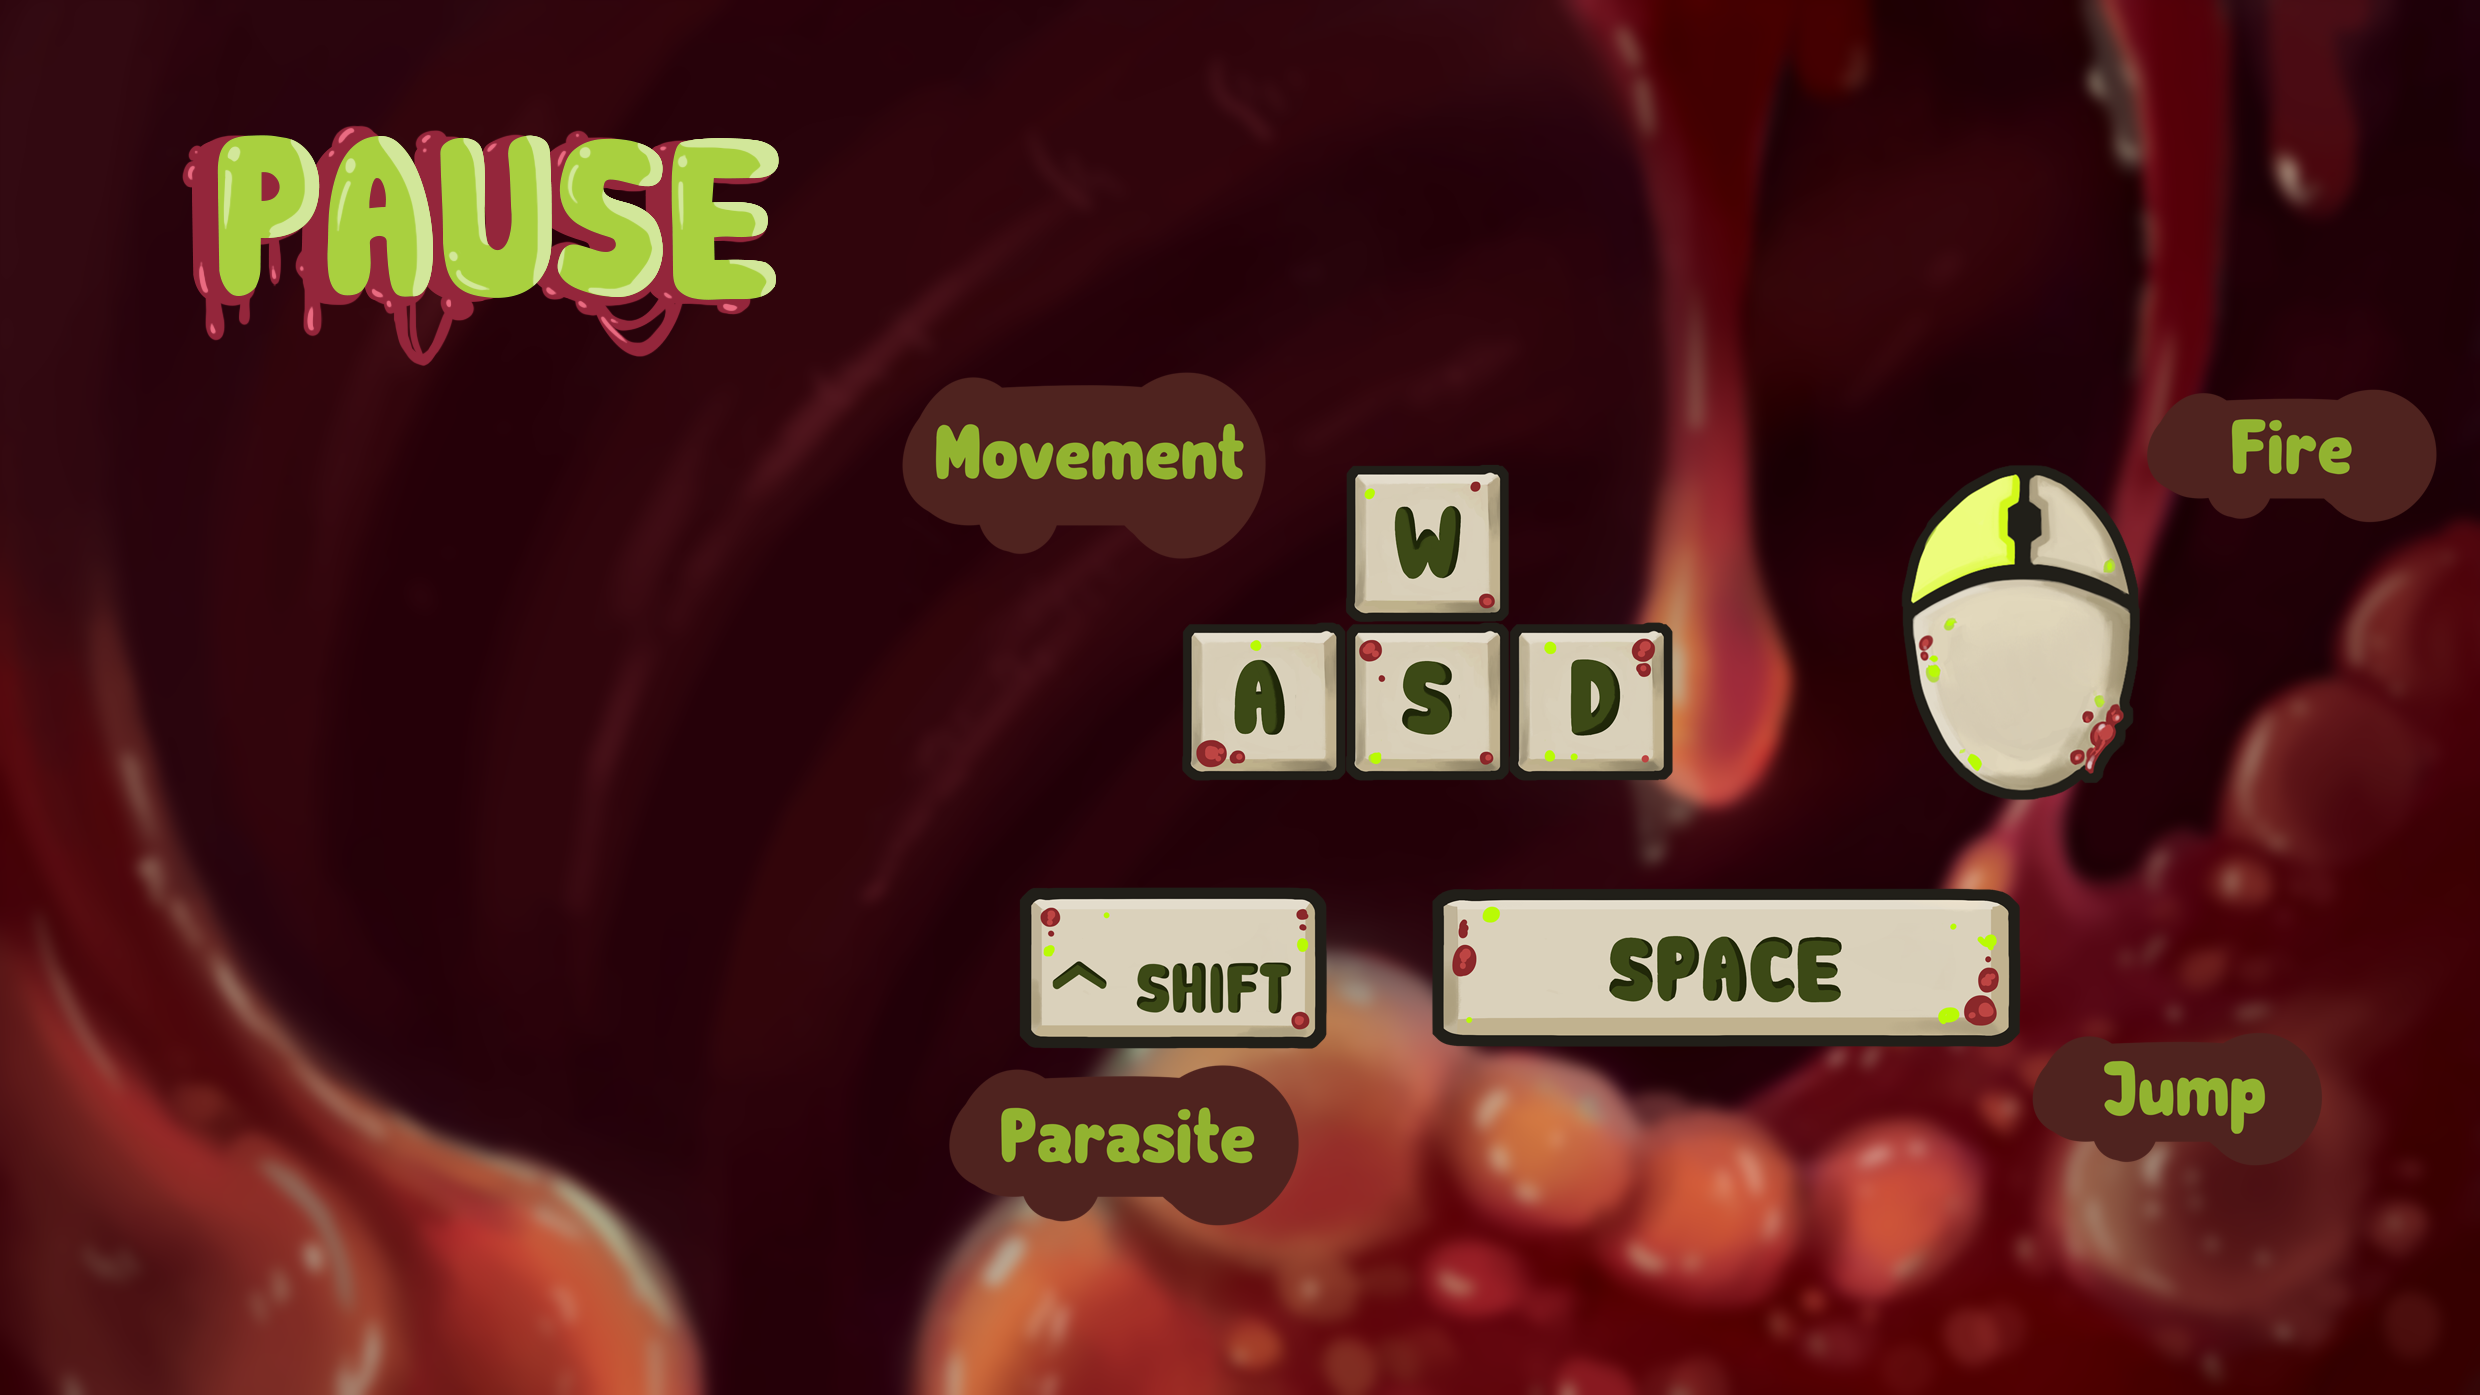 PAUSE
Movement
Fire
W
A S D
^ SHIFT
SPACE
Parasite
Jump